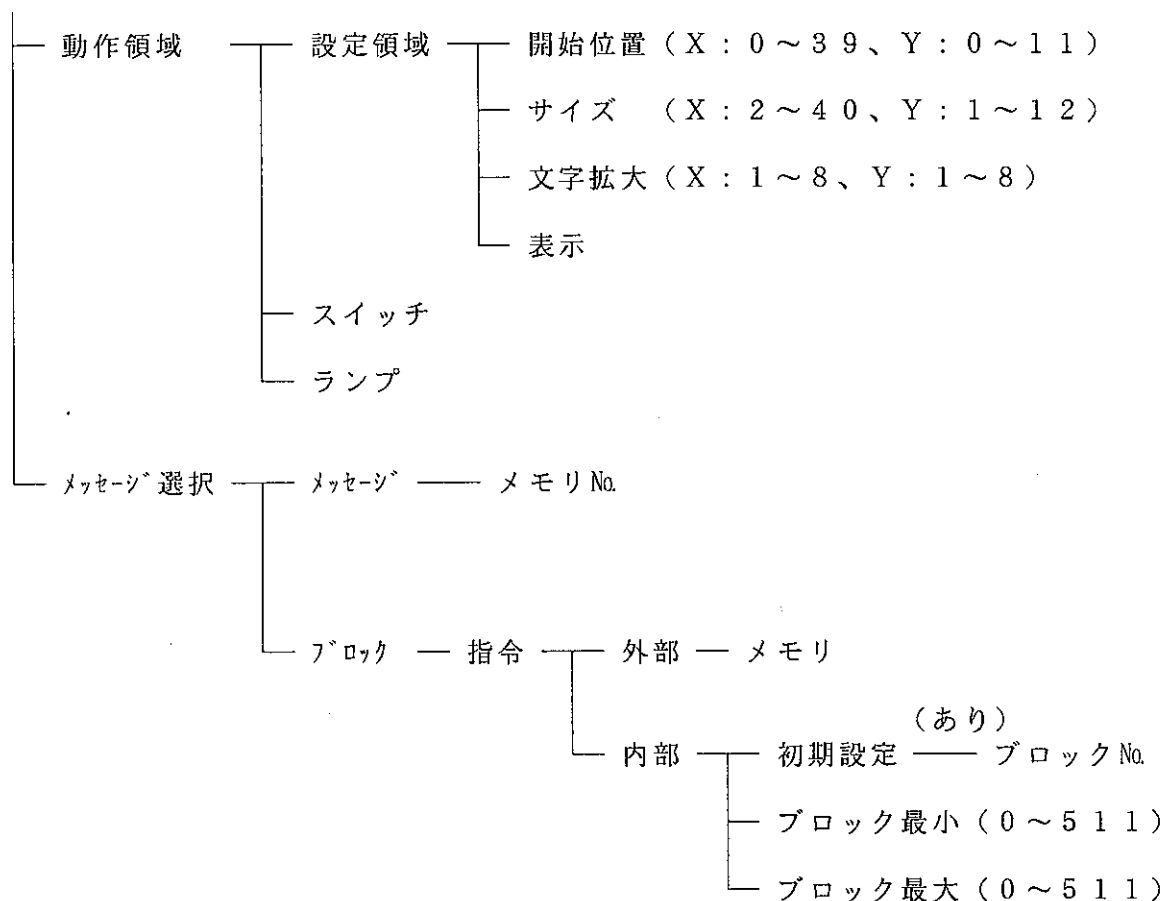 動作領域 設定領域 開始位置（X：0～39、Y：0～11）
サイズ （X：2～40、Y：1～12）
文字拡大（X：1～8、Y：1～8）
表示
スイッチ
ランプ
ﾒｯｾｰｼﾞ選択 ﾒｯｾｰｼﾞ メモリ№
ﾌﾞﾛｯｸ 指令 外部 メモリ
（あり）
内部 初期設定 ブロック№
ブロック最小（0～511）
ブロック最大（0～511）